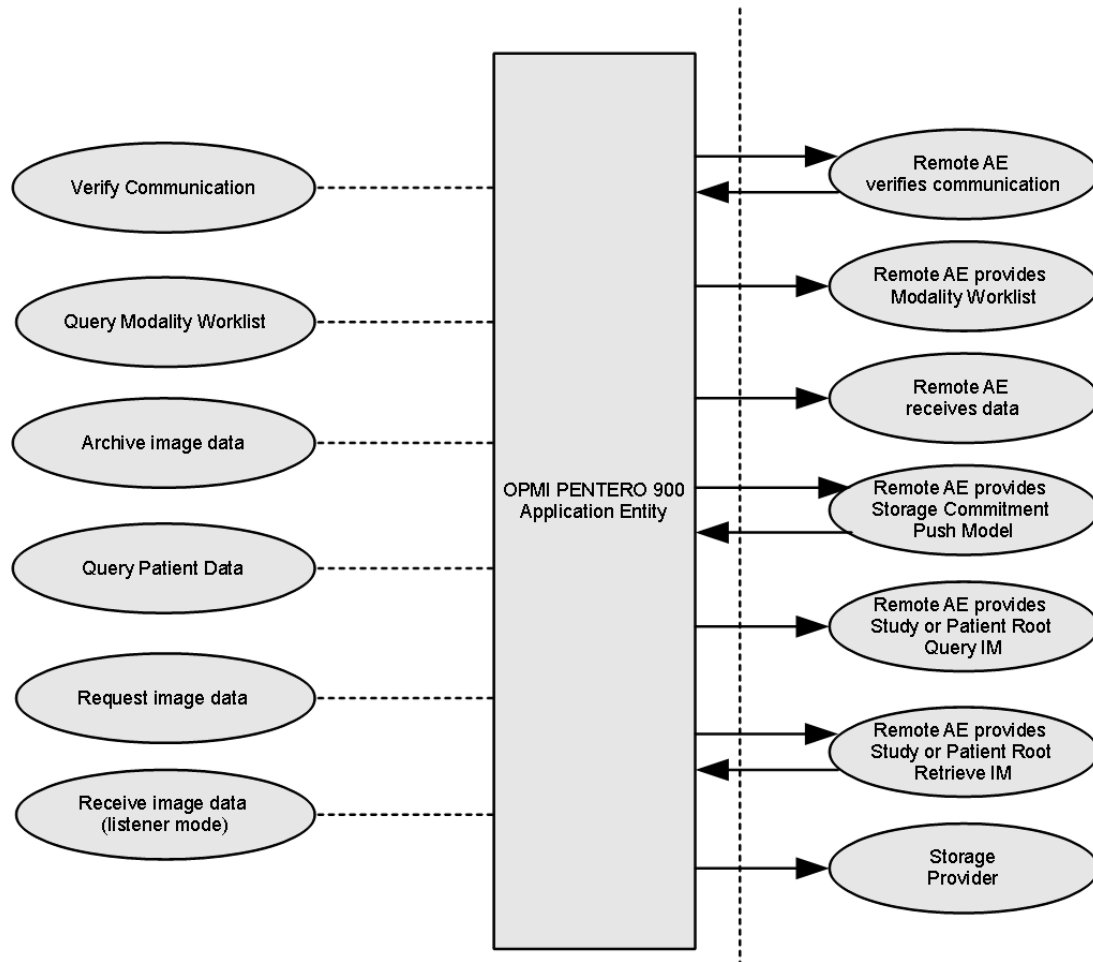 Verify Communication
Query Modality Worklist
Archive image data
Query Patient Data
Request image data
Receive image data
(listener mode)
OPMI PENTERO 900
Application Entity
Remote AE
verifies communication
Remote AE provides
Modality Worklist
Remote AE
receives data
Remote AE provides
Storage Commitment
Push Model
Remote AE provides
Study or Patient Root
Query IM
Remote AE provides
Study or Patient Root
Retrieve IM
Storage
Provider